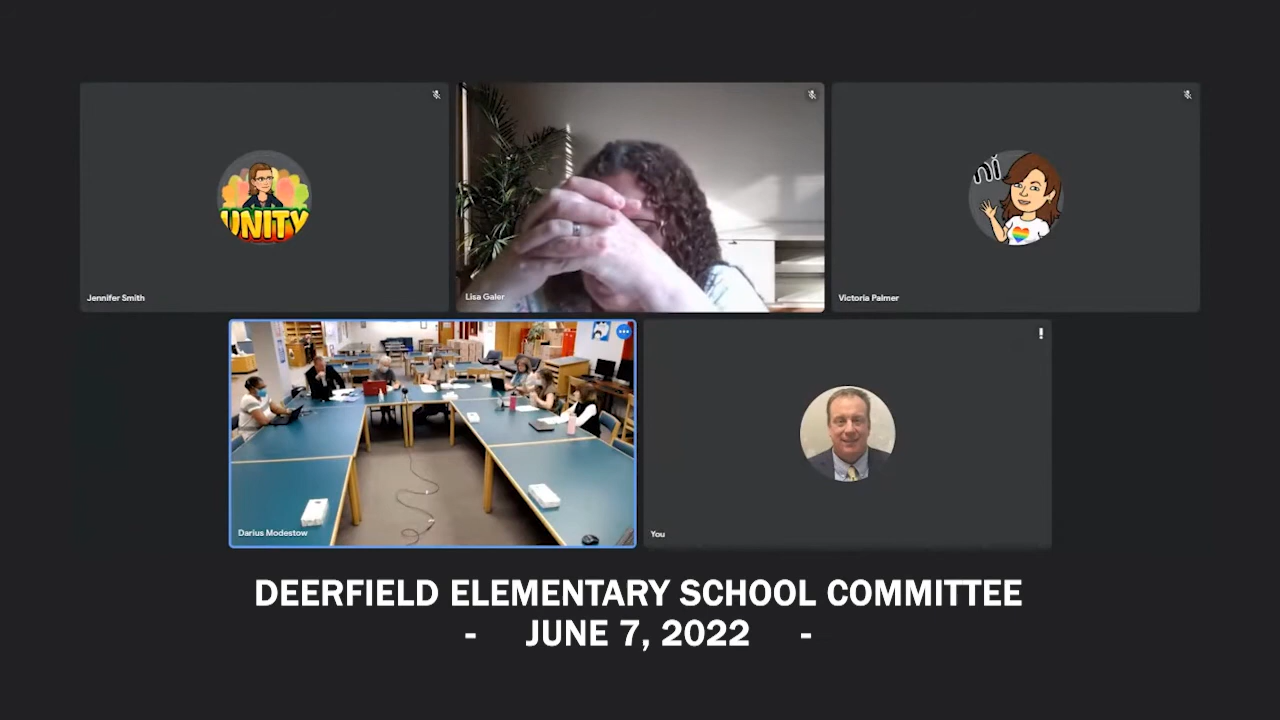 UNITY
Jennifer Smith
Lisa Galer
HI
Victoria Palmer
Darius Modestow
You
DEERFIELD ELEMENTARY SCHOOL COMMITTEE
- JUNE 7, 2022 -